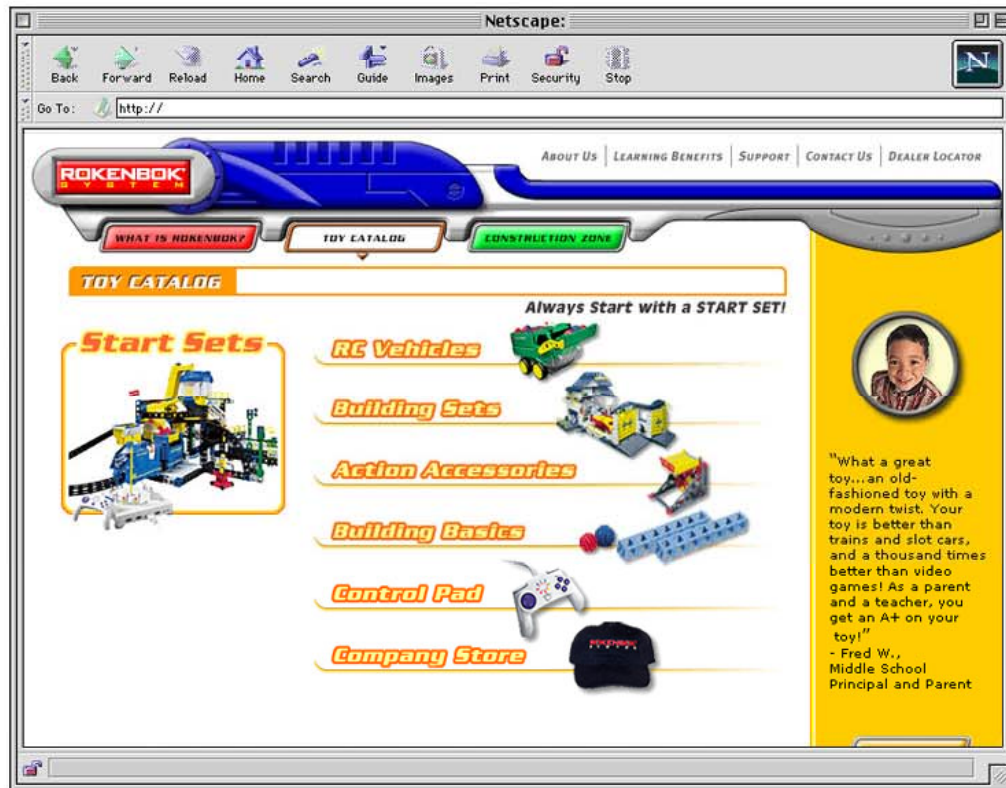 Netscape:
Back Forward Reload Home Search Guide Images Print Security Stop
N
Go To: http://
ROKENBOK
SYSTEM
ABOUT US | LEARNING BENEFITS | SUPPORT | CONTACT US | DEALER LOCATOR
WHAT IS ROKENBOK? TOY CATALOG CONSTRUCTION ZONE
TOY CATALOG
Always Start with a START SET!
Start Sets
RC Vehicles
Building Sets
Action Accessories
Building Basics
Control Pad
Company Store
ROKENBOK
SYSTEM
"What a great
toy...an old-
fashioned toy with a
modern twist. Your
toy is better than
trains and slot cars,
and a thousand times
better than video
games! As a parent
and a teacher, you
get an A+ on your
toy!"
- Fred W.,
Middle School
Principal and Parent